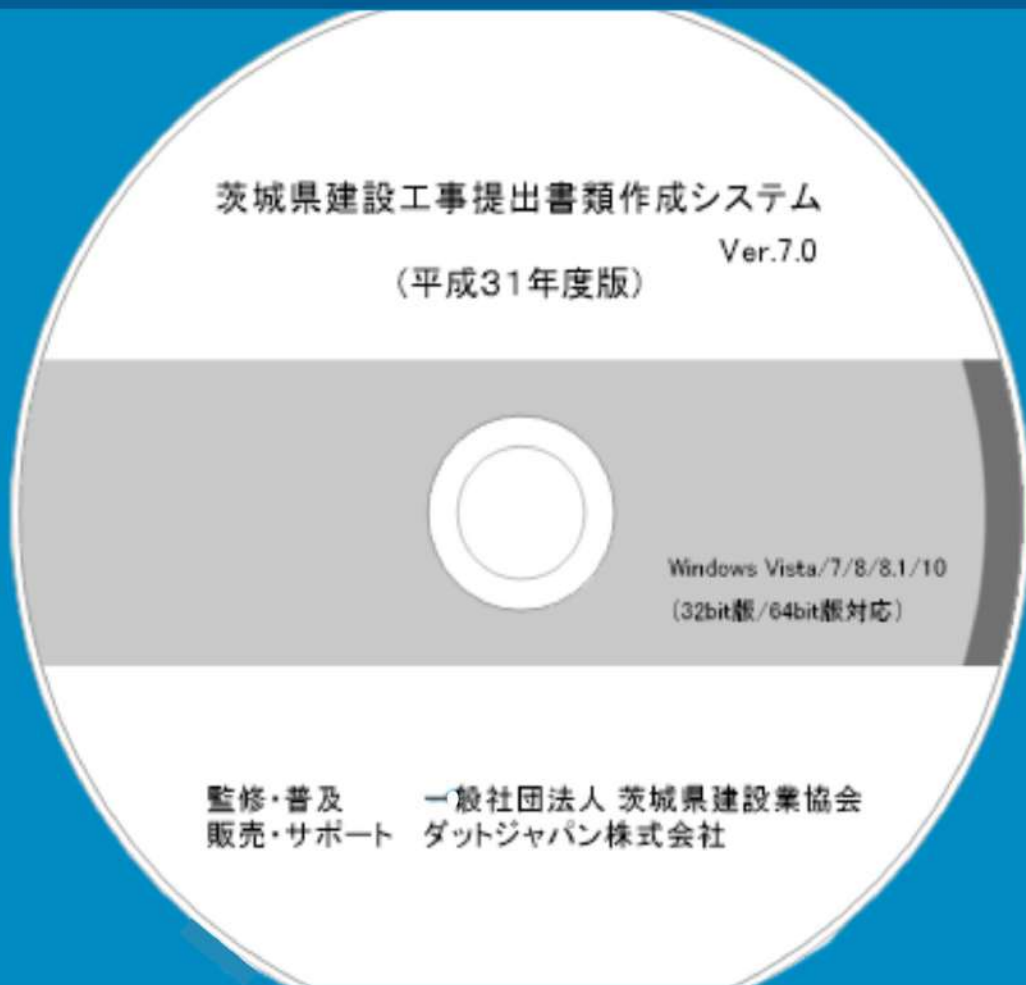 茨城県建設工事提出書類作成システム
Ver.7.0
（平成31年度版）
Windows Vista/7/8/8.1/10
（32bit版/64bit版対応）
監修・普及　一般社団法人 茨城県建設業協会
販売・サポート　ダットジャパン株式会社